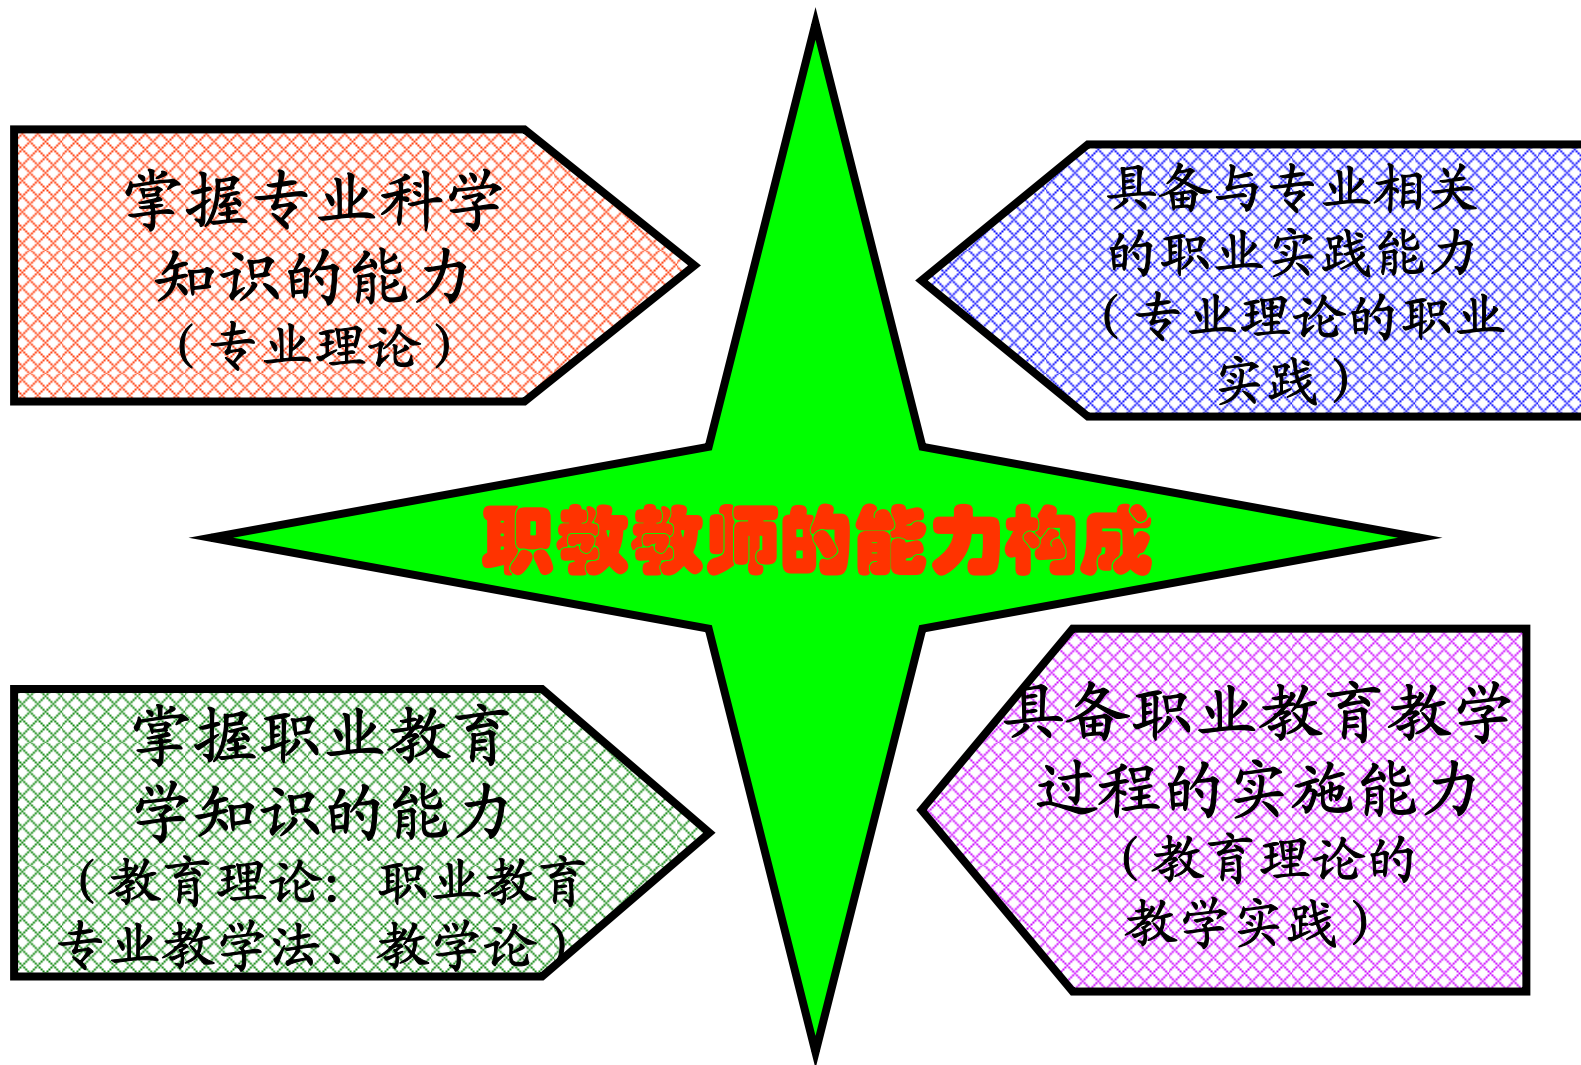 掌握专业科学
知识的能力
（专业理论）
具备与专业相关
的职业实践能力
（专业理论的职业
实践）
职教教师的能力构成
掌握职业教育
学知识的能力
（教育理论：职业教育
专业教学法、教学论）
具备职业教育教学
过程的实施能力
（教育理论的
教学实践）